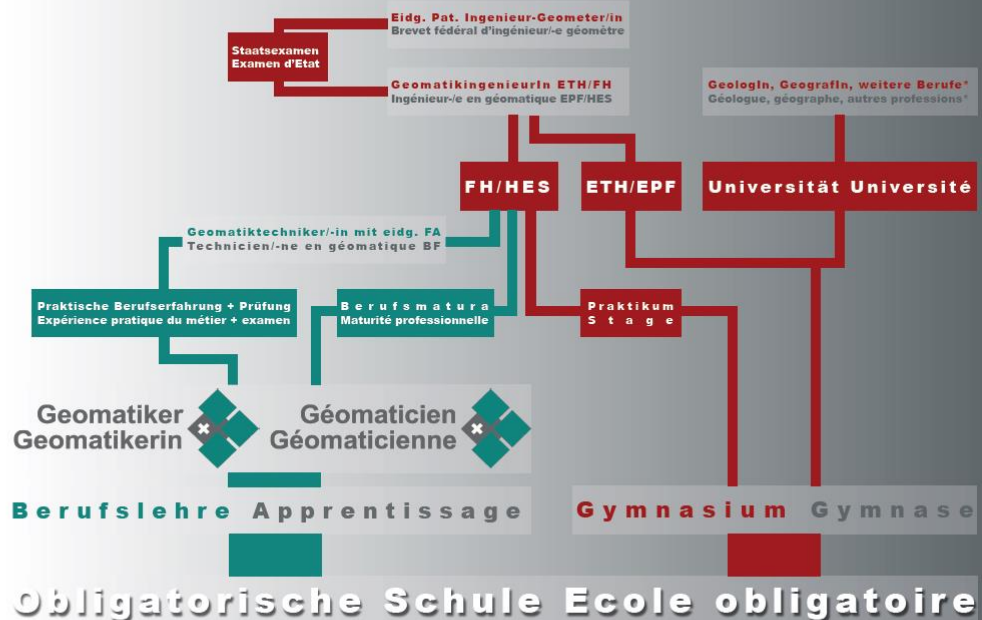 Eidg. Pat. Ingenieur-Geometer/in
Brevet fédéral d'ingénieur/-e géomètre
Staatsexamen
Examen d'Etat
GeomatikingenieurIn ETH/FH
Ingénieur-/e en géomatique EPF/HES
GeologIn, GeografIn, weitere Berufe*
Géologue, géographe, autres professions*
FH/HES
ETH/EPF
Universität Université
Geomatiktechniker/-in mit eidg. FA
Technicien/-ne en géomatique BF
Praktische Berufserfahrung + Prüfung
Expérience pratique du métier + examen
Berufsmatura
Maturité professionnelle
Praktikum
Stage
Geomatiker
Geomatikerin
Géomaticien
Géomaticienne
Berufslehre Apprentissage
Gymnasium Gymnase
Obligatorische Schule Ecole obligatoire